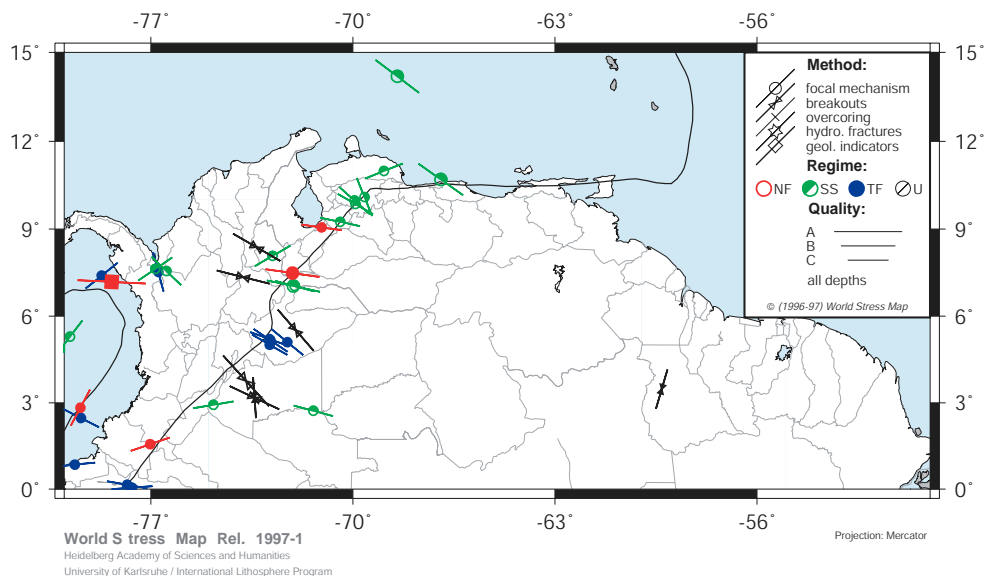 -77˚ -70˚ -63˚ -56˚
15˚ 15˚
Method:
focal mechanism
breakouts
overcoring
hydro. fractures
geol. indicators
Regime:
NF SS TF U
Quality:
A
B
C
all depths
© (1996-97) World Stress Map
12˚ 12˚
9˚ 9˚
6˚ 6˚
3˚ 3˚
0˚ 0˚
-77˚ -70˚ -63˚ -56˚
World S tress Map Rel. 1997-1
Projection: Mercator
Heidelberg Academy of Sciences and Humanities
University of Karlsruhe / International Lithosphere Program